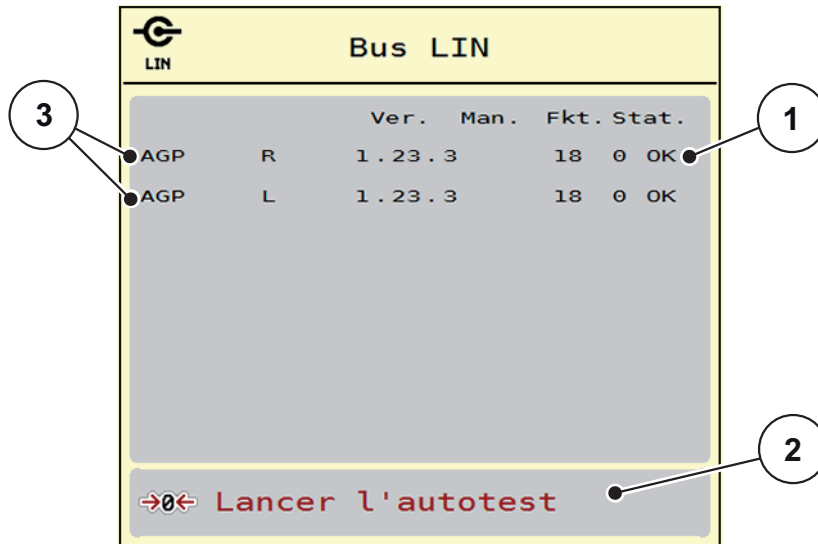 LIN
Bus LIN
Ver. Man. Fkt. Stat.
3
1
AGP R 1.23.3 18 0 OK
AGP L 1.23.3 18 0 OK
2
→0← Lancer l'autotest